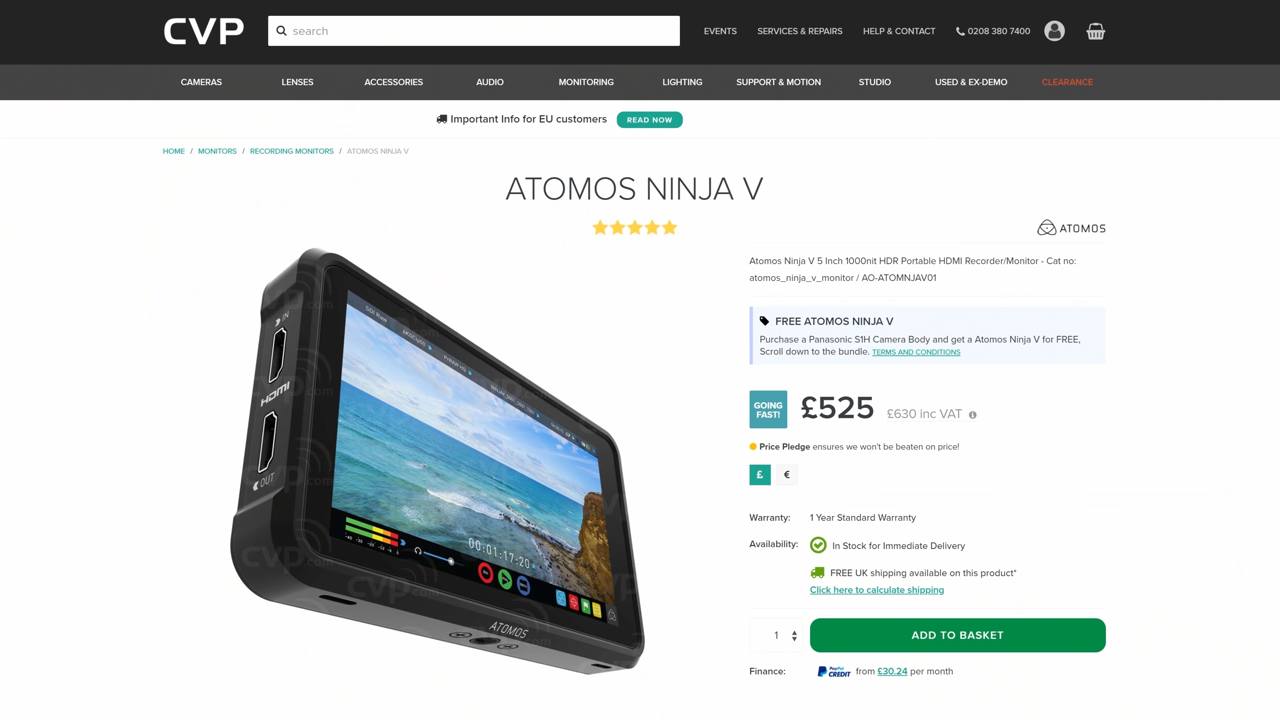 CVP
search
EVENTS SERVICES & REPAIRS HELP & CONTACT 0208 380 7400
CAMERAS LENSES ACCESSORIES AUDIO MONITORING LIGHTING SUPPORT & MOTION STUDIO USED & EX-DEMO CLEARANCE
Important Info for EU customers READ NOW
HOME / MONITORS / RECORDING MONITORS / ATOMOS NINJA V
ATOMOS NINJA V
ATOMOS
Atomos Ninja V 5 Inch 1000nit HDR Portable HDMI Recorder/Monitor - Cat no:
atomos_ninja_v_monitor / AO-ATOMNJAV01
FREE ATOMOS NINJA V
Purchase a Panasonic S1H Camera Body and get a Atomos Ninja V for FREE,
Scroll down to the bundle. TERMS AND CONDITIONS
GOING
FAST!
£525 £630 inc VAT
Price Pledge ensures we won't be beaten on price!
£ €
Warranty: 1 Year Standard Warranty
Availability: In Stock for Immediate Delivery
FREE UK shipping available on this product*
Click here to calculate shipping
1 ADD TO BASKET
Finance: PayPal CREDIT from £30.24 per month
IN
HDMI
OUT
00:01:17:20
ATOMOS
CVP.com